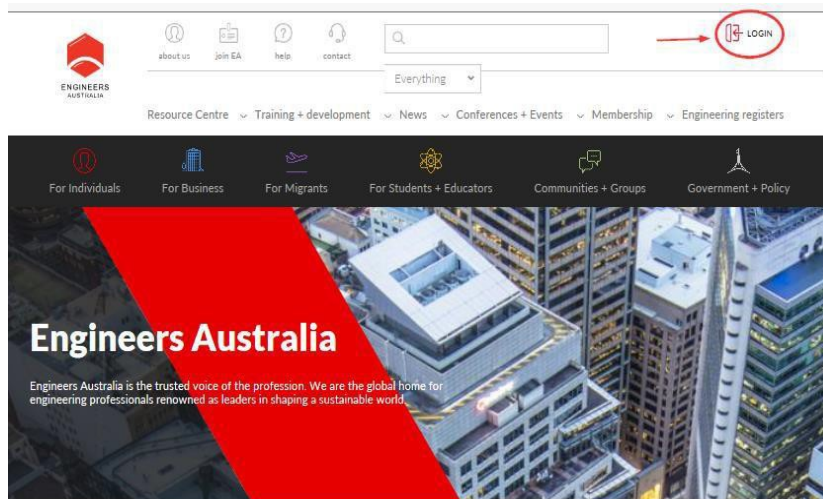 LOGIN
about us
join EA
help
contact
Everything
ENGINEERS
AUSTRALIA
Resource Centre
Training + development
News
Conferences + Events
Membership
Engineering registers
For Individuals
For Business
For Migrants
For Students + Educators
Communities + Groups
Government + Policy
Engineers Australia
Engineers Australia is the trusted voice of the profession. We are the global home for
engineering professionals renowned as leaders in shaping a sustainable world.